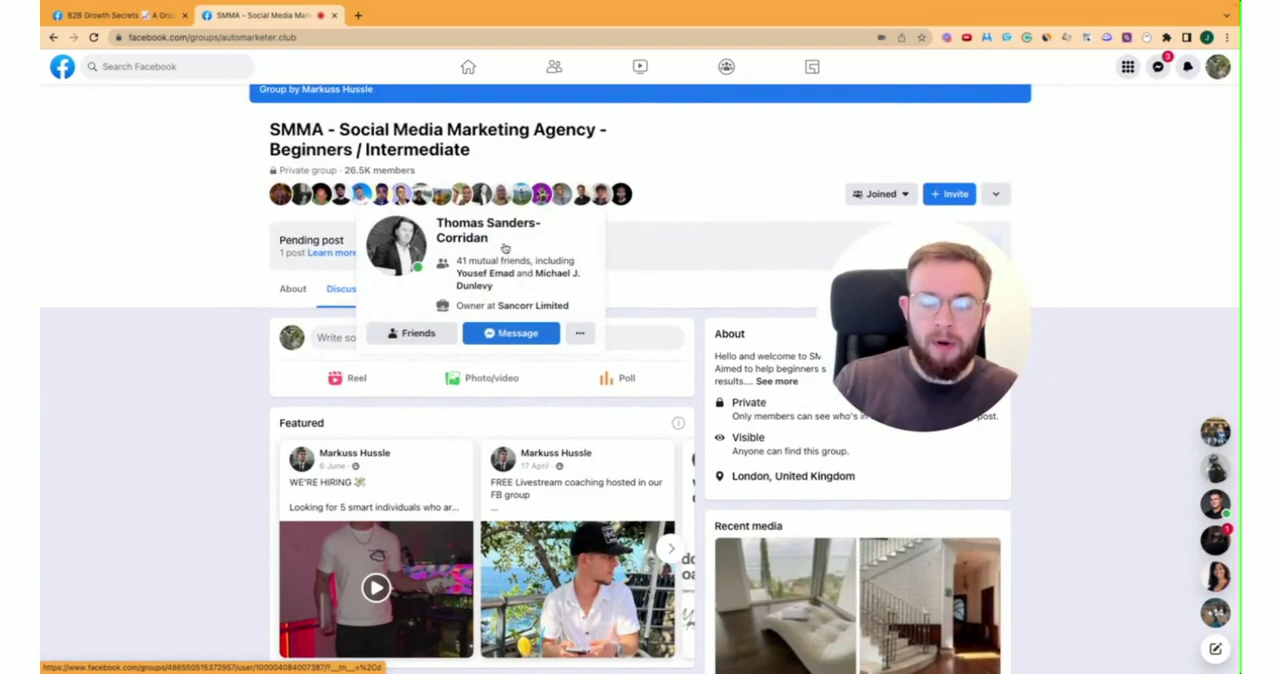 B2B Growth Secrets 📈 A Grou
SMMA - Social Media Mark
facebook.com/groups/automarketer.club
Search Facebook
3
Group by Markuss Hussle
SMMA - Social Media Marketing Agency -
Beginners / Intermediate
Private group · 26.5K members
Joined
+ Invite
Thomas Sanders-
Corridan
41 mutual friends, including
Yousef Emad and Michael J.
Dunlevy
Owner at Sancorr Limited
Friends
Message
Pending post
1 post Learn more
About
Discus
Write so
Reel
Photo/video
Poll
Featured
Markuss Hussle
6 June ·
WE'RE HIRING 💸
Looking for 5 smart individuals who ar...
Markuss Hussle
17 April ·
FREE Livestream coaching hosted in our
FB group
...
About
Hello and welcome to SM
Aimed to help beginners s
results.... See more
Private
Only members can see who's in post.
Visible
Anyone can find this group.
London, United Kingdom
Recent media
1
+14